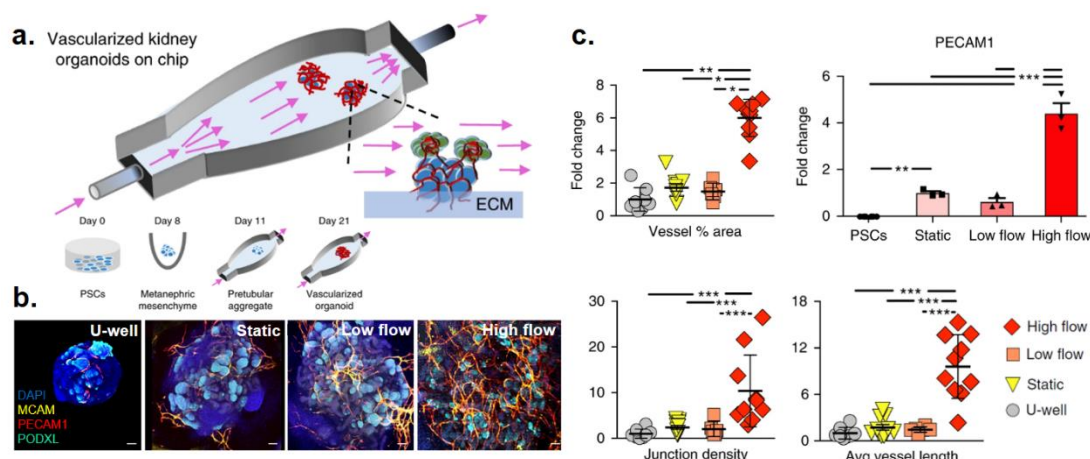 a.
Vascularized kidney
organoids on chip
ECM
Day 0
Day 8
Day 11
Day 21
PSCs
Metanephric
mesenchyme
Pretubular
aggregate
Vascularized
organoid
b.
U-well
Static
Low flow
High flow
DAPI
MCAM
PECAM1
PODXL
c.
Fold change
8
6
4
2
0
**
*
*
Vessel % area
PECAM1
Fold change
6
4
2
0
***
**
PSCs
Static
Low flow
High flow
30
20
10
0
***
***
***
Junction density
18
12
6
0
***
***
***
Avg vessel length
High flow
Low flow
Static
U-well